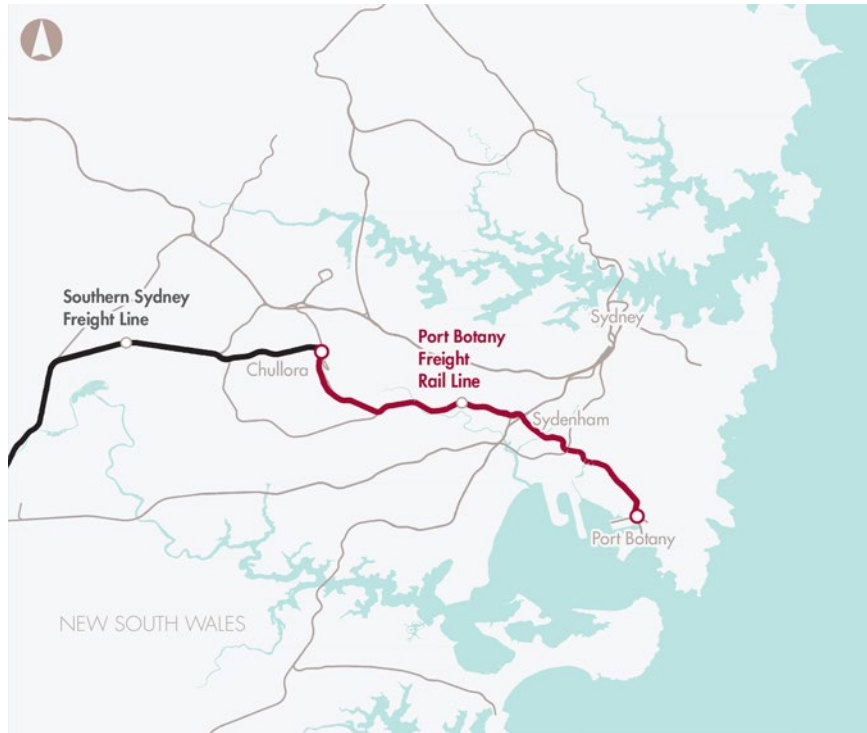 Southern Sydney
Freight Line
Port Botany
Freight
Rail Line
Sydney
Chullora
Sydenham
Port Botany
NEW SOUTH WALES